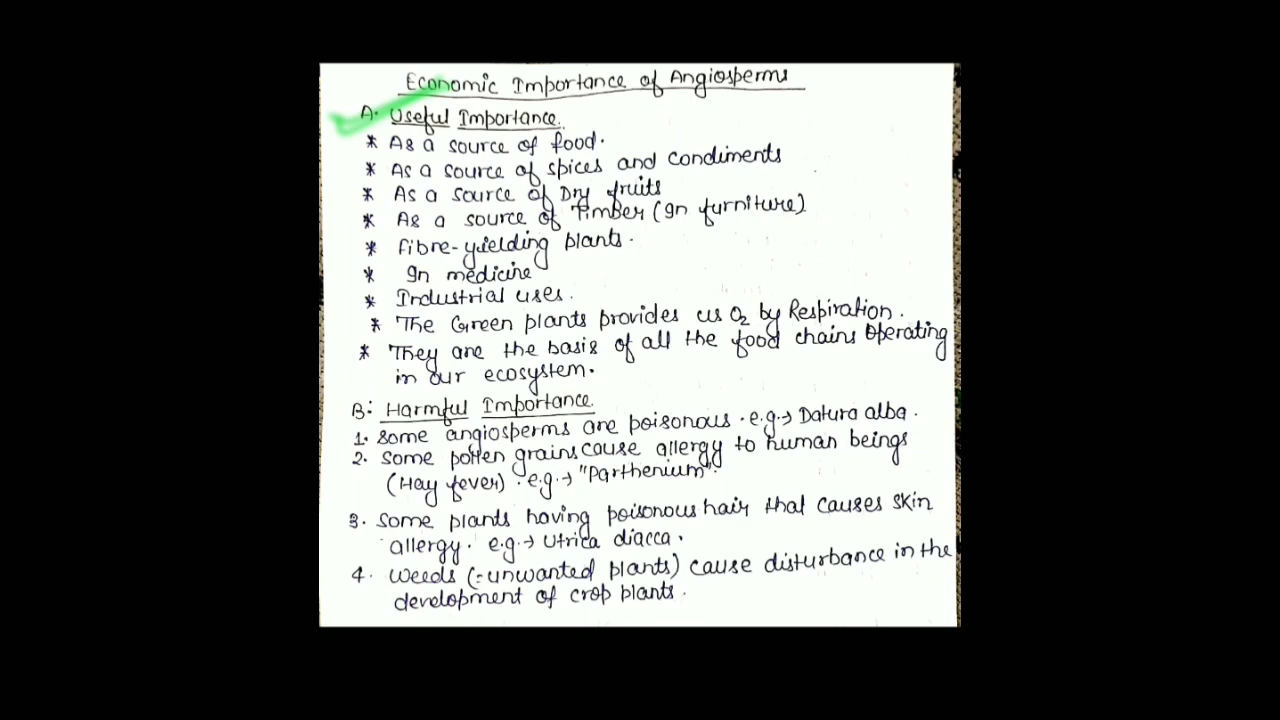 Economic Importance of Angiosperms
A. Useful Importance.
* As a source of food.
* As a source of spices and condiments
* As a source of Dry fruits
* As a source of Timber (In furniture)
* Fibre-yielding plants.
* In medicine
* Industrial uses.
* The Green plants provides us O2 by Respiration.
* They are the basis of all the food chains Operating
in our ecosystem.
B: Harmful Importance
1. Some angiosperms are poisonous. e.g.→ Datura alba.
2. Some pollen grains cause allergy to human beings
(Hay fever). e.g.→ "Parthenium".
3. Some plants having poisonous hair that causes skin
allergy. e.g.→ Utrica diacca.
4. Weeds (:- unwanted plants) cause disturbance in the
development of crop plants.